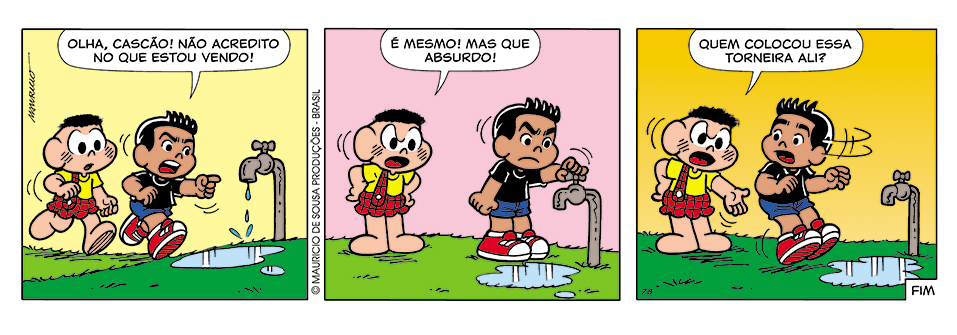 OLHA, CASCÃO! NÃO ACREDITO
NO QUE ESTOU VENDO!
MAURICIO
© MAURICIO DE SOUSA PRODUÇÕES - BRASIL
É MESMO! MAS QUE
ABSURDO!
QUEM COLOCOU ESSA
TORNEIRA ALI?
78
FIM